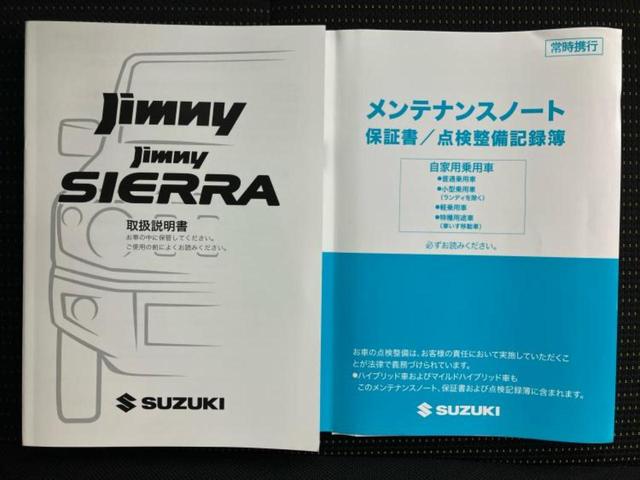 Jimny
Jimny
SIERRA
取扱説明書
お車の中に保管してください。
ご使用の前によくお読みください。
SUZUKI
常時携行
メンテナンスノート
保証書／点検整備記録簿
自家用乗用車
●普通乗用車
●小型乗用車
（ランディを除く）
●軽乗用車
●特種用途車
（車いす移動車）
必ずお読みください。
お車の点検整備は、お客様の責任において実施していただくこ
とが法律で義務づけられています。
●ハイブリッド車およびマイルドハイブリッド車も
このメンテナンスノート、保証書および点検記録簿に含まれます。
SUZUKI